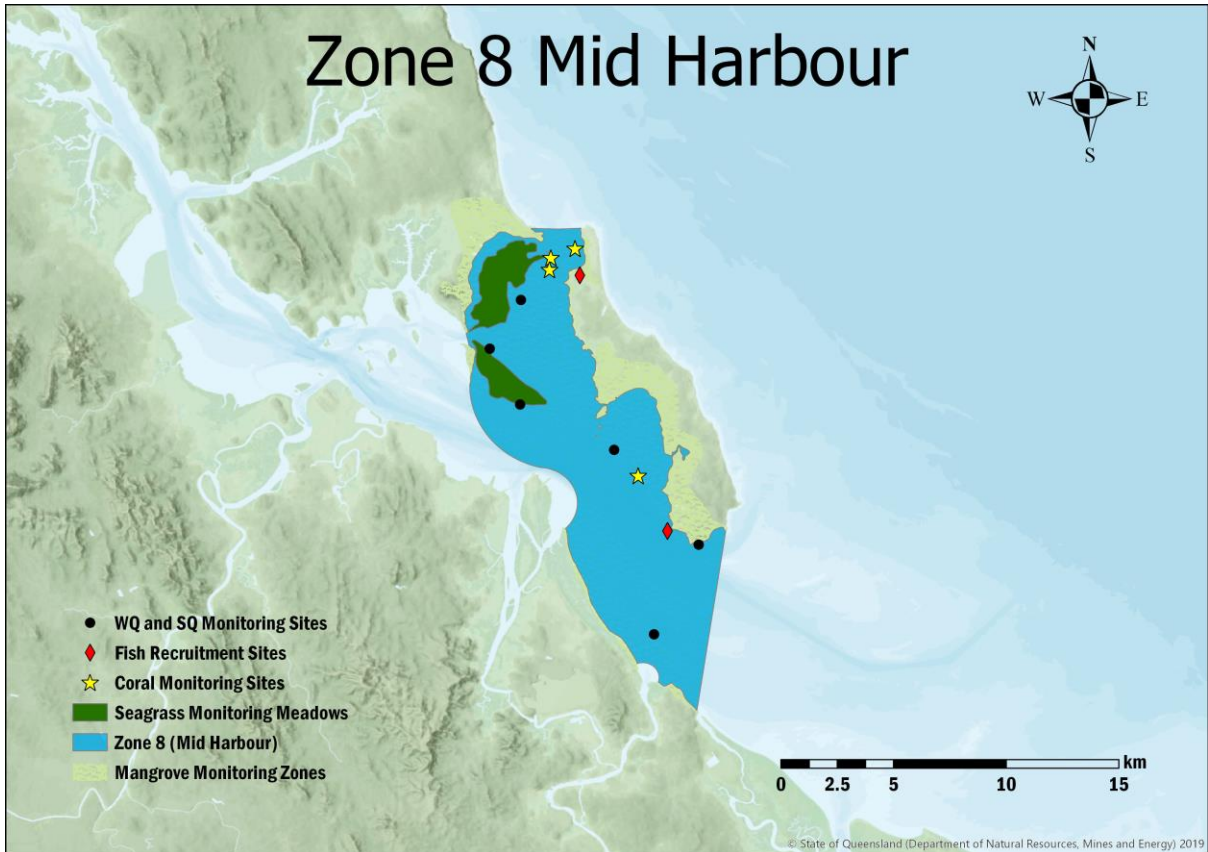 Zone 8 Mid Harbour
N
W E
S
WQ and SQ Monitoring Sites
Fish Recruitment Sites
Coral Monitoring Sites
Seagrass Monitoring Meadows
Zone 8 (Mid Harbour)
Mangrove Monitoring Zones
km
0 2.5 5 10 15
© State of Queensland (Department of Natural Resources, Mines and Energy) 2019